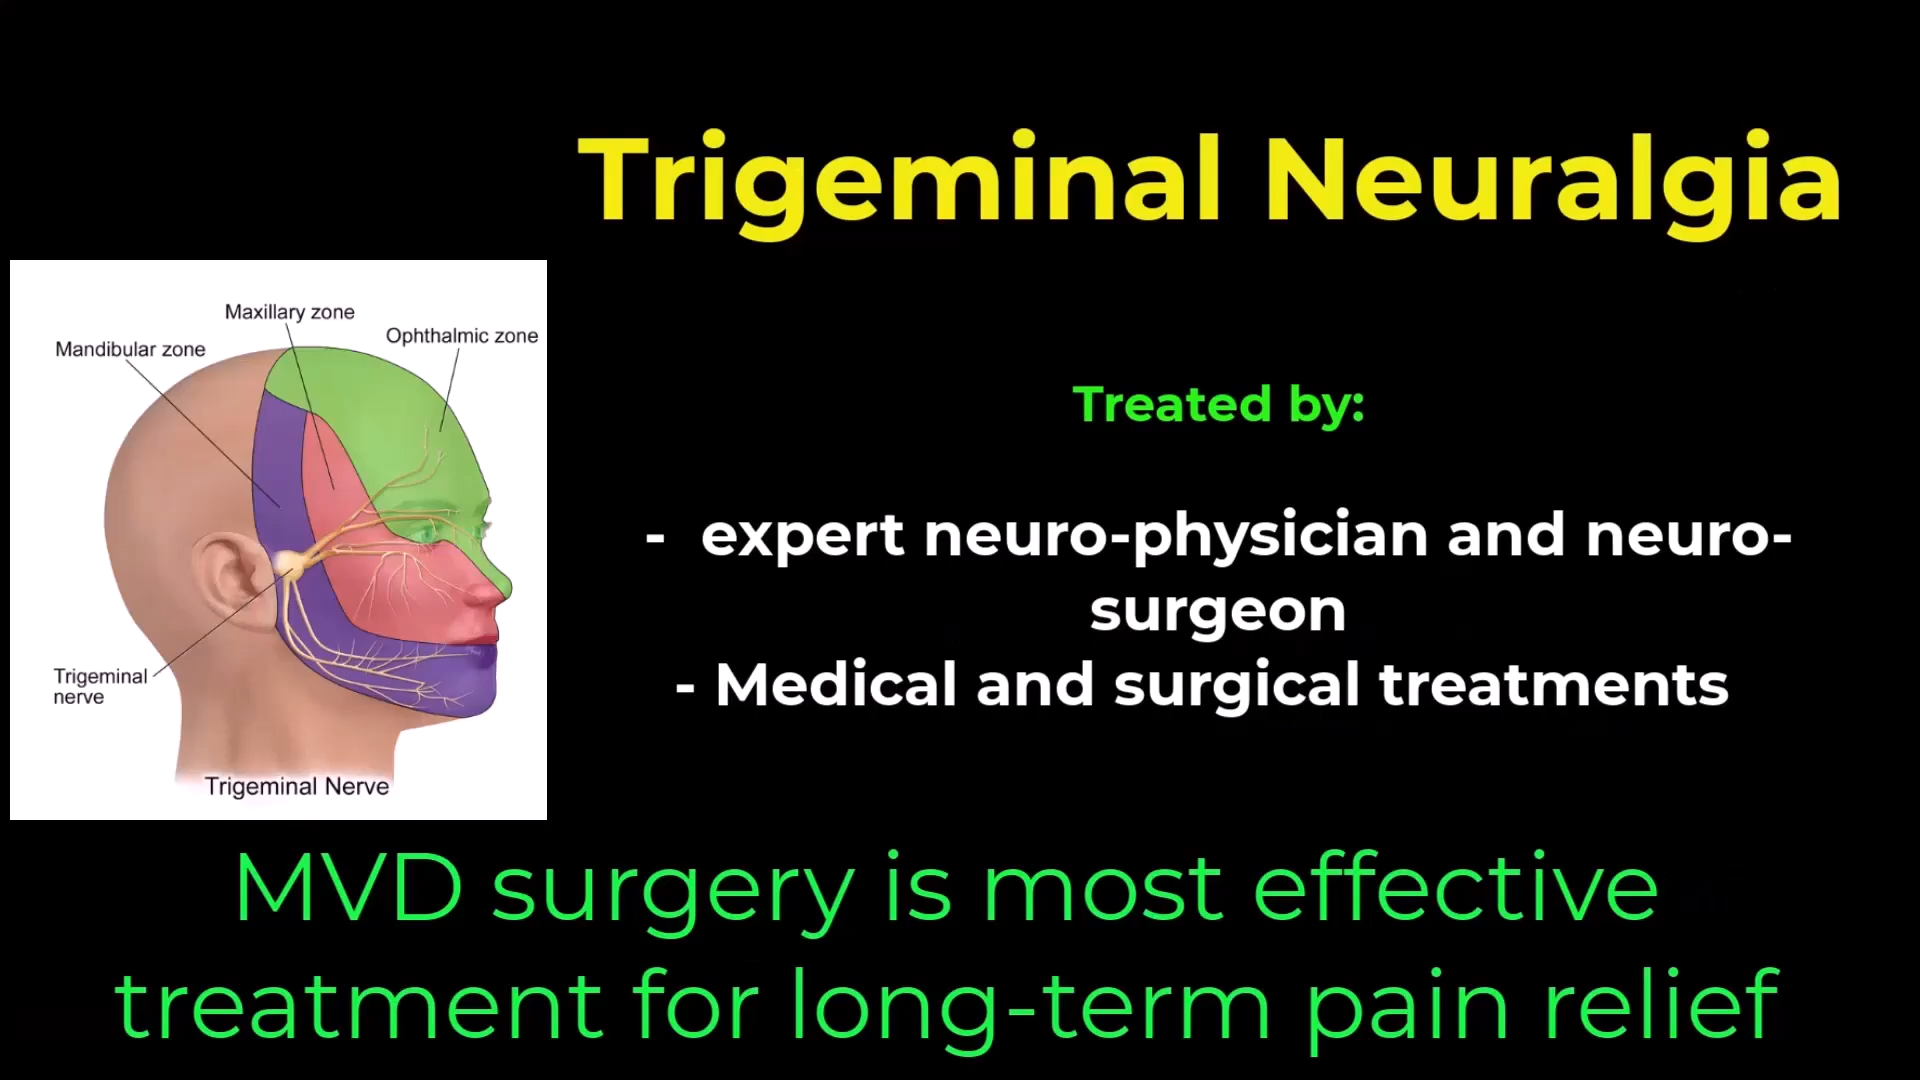 Trigeminal Neuralgia
Maxillary zone
Ophthalmic zone
Mandibular zone
Trigeminal
nerve
Trigeminal Nerve
Treated by:
- expert neuro-physician and neuro-
surgeon
- Medical and surgical treatments
MVD surgery is most effective
treatment for long-term pain relief